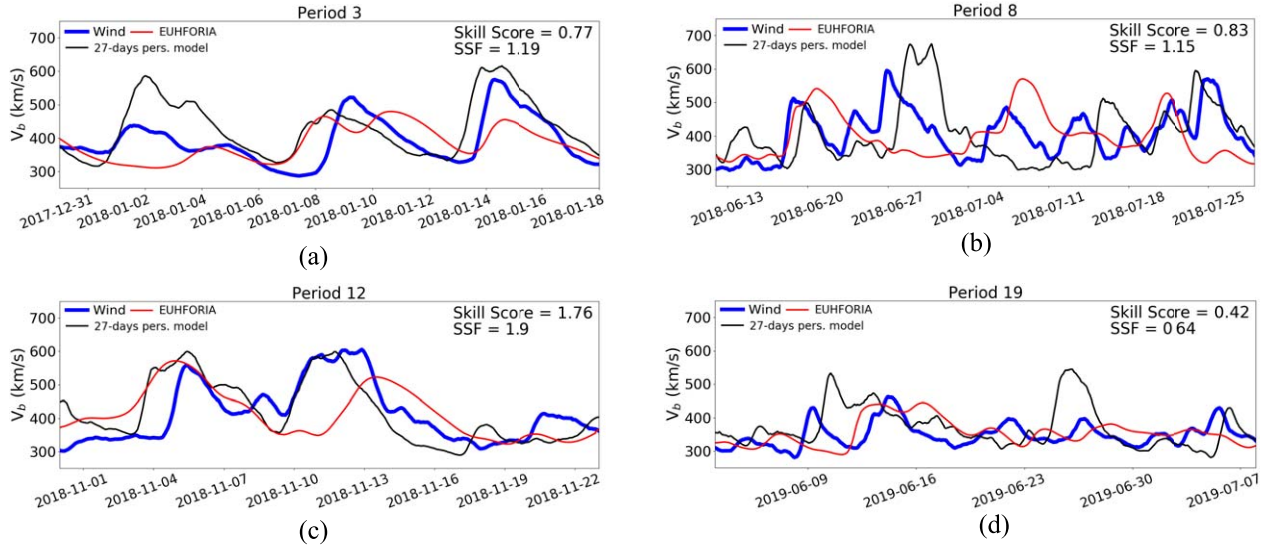 Period 3
Wind EUHFORIA
27-days pers. model
Skill Score = 0.77
SSF = 1.19
700
600
500
400
300
V_b (km/s)
2017-12-31 2018-01-02 2018-01-04 2018-01-06 2018-01-08 2018-01-10 2018-01-12 2018-01-14 2018-01-16 2018-01-18
(a)
Period 8
Wind EUHFORIA
27-days pers. model
Skill Score = 0.83
SSF = 1.15
700
600
500
400
300
V_b (km/s)
2018-06-13 2018-06-20 2018-06-27 2018-07-04 2018-07-11 2018-07-18 2018-07-25
(b)
Period 12
Wind EUHFORIA
27-days pers. model
Skill Score = 1.76
SSF = 1.9
700
600
500
400
300
V_b (km/s)
2018-11-01 2018-11-04 2018-11-07 2018-11-10 2018-11-13 2018-11-16 2018-11-19 2018-11-22
(c)
Period 19
Wind EUHFORIA
27-days pers. model
Skill Score = 0.42
SSF = 0 64
700
600
500
400
300
V_b (km/s)
2019-06-09 2019-06-16 2019-06-23 2019-06-30 2019-07-07
(d)